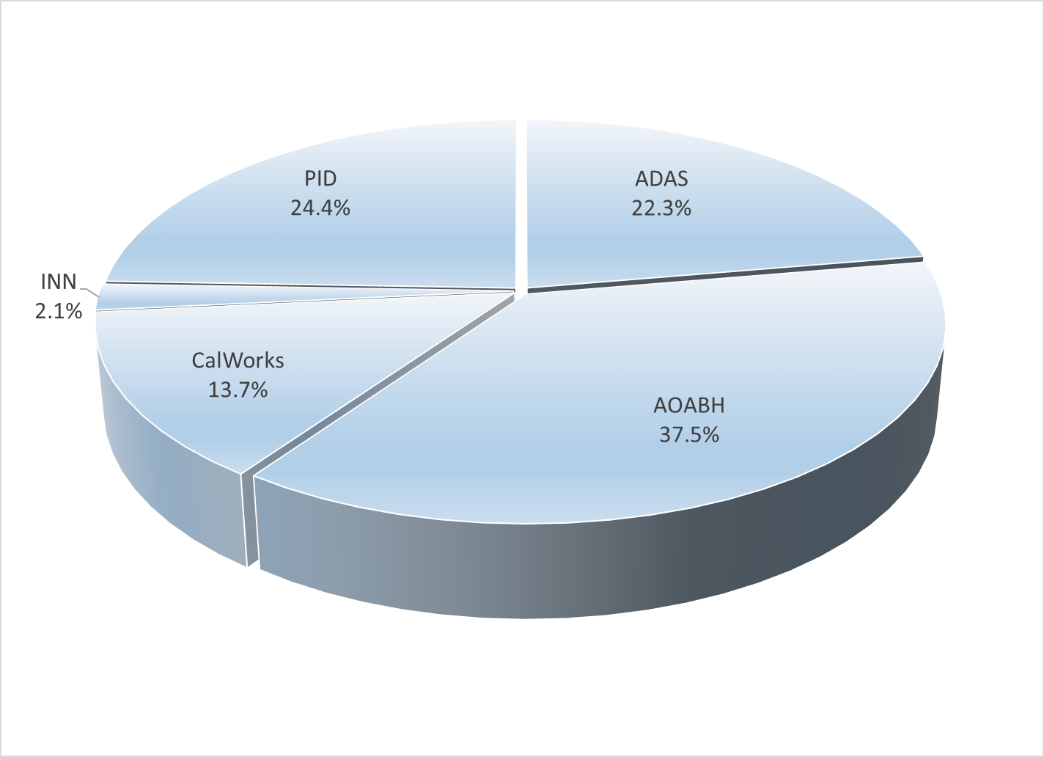 PID
24.4%
ADAS
22.3%
INN
2.1%
CalWorks
13.7%
AOABH
37.5%